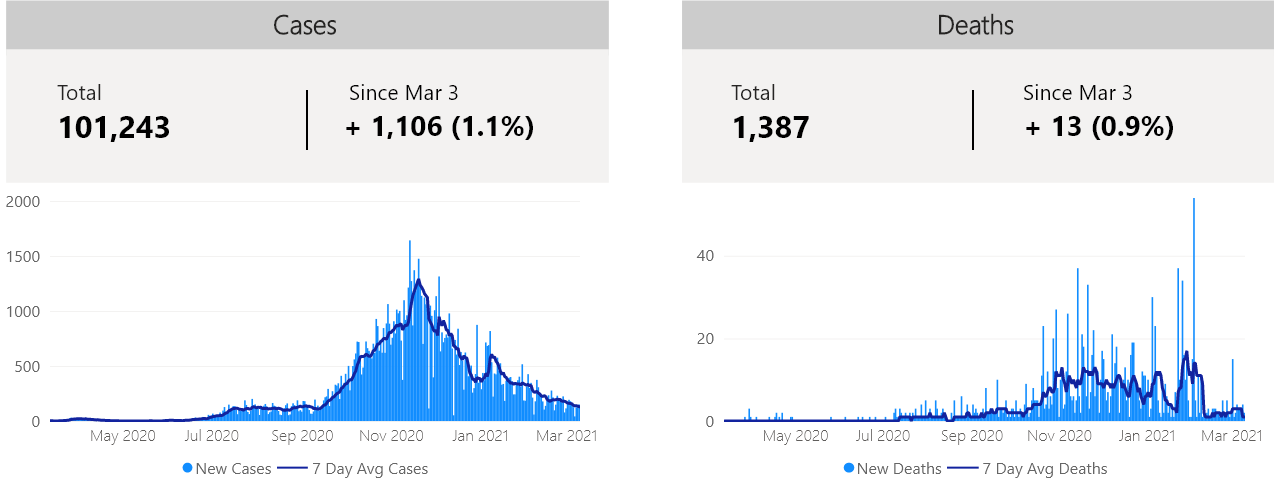 Cases
Total
101,243
Since Mar 3
+ 1,106 (1.1%)
2000
1500
1000
500
0
May 2020 Jul 2020 Sep 2020 Nov 2020 Jan 2021 Mar 2021
New Cases 7 Day Avg Cases
Deaths
Total
1,387
Since Mar 3
+ 13 (0.9%)
40
20
0
May 2020 Jul 2020 Sep 2020 Nov 2020 Jan 2021 Mar 2021
New Deaths 7 Day Avg Deaths